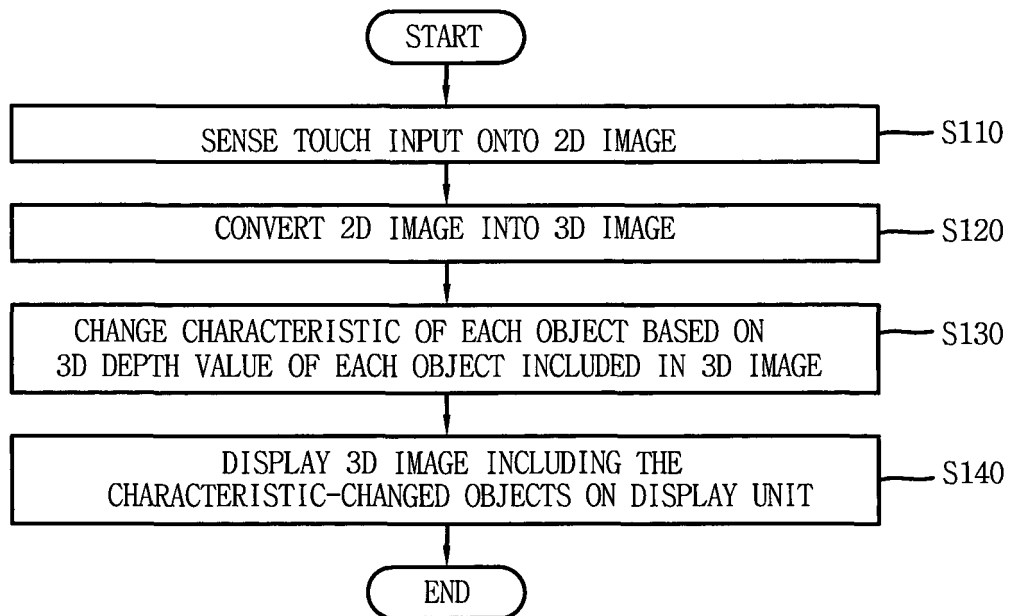 START
SENSE TOUCH INPUT ONTO 2D IMAGE
S110
CONVERT 2D IMAGE INTO 3D IMAGE
S120
CHANGE CHARACTERISTIC OF EACH OBJECT BASED ON
3D DEPTH VALUE OF EACH OBJECT INCLUDED IN 3D IMAGE
S130
DISPLAY 3D IMAGE INCLUDING THE
CHARACTERISTIC-CHANGED OBJECTS ON DISPLAY UNIT
S140
END